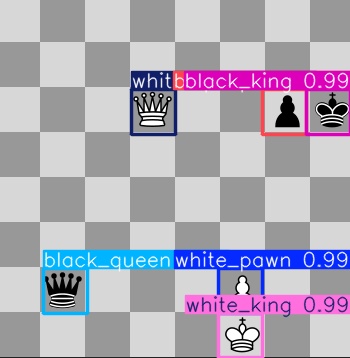 whit
black_king 0.99
black_queen
white_pawn 0.99
white_king 0.99